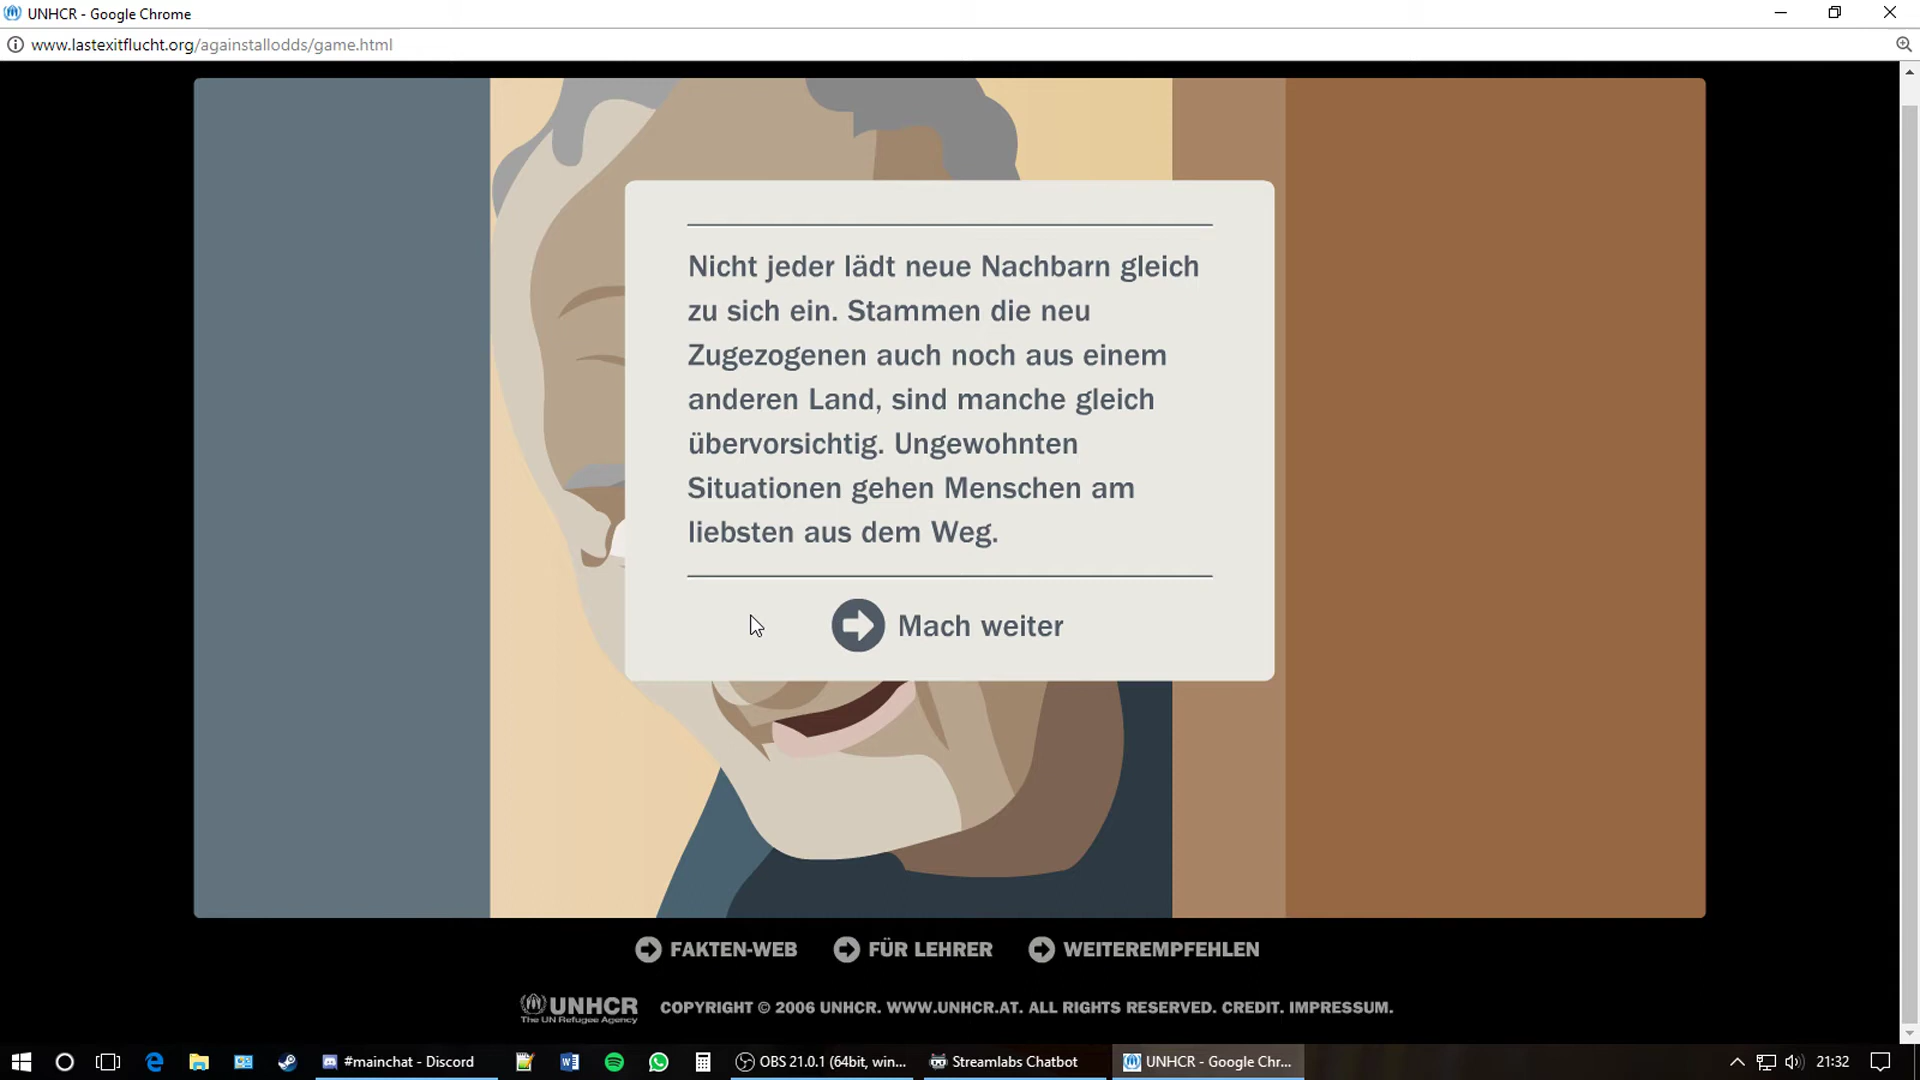 UNHCR - Google Chrome
www.lastexitflucht.org/againstallodds/game.html
Nicht jeder lädt neue Nachbarn gleich
zu sich ein. Stammen die neu
Zugezogenen auch noch aus einem
anderen Land, sind manche gleich
übervorsichtig. Ungewohnten
Situationen gehen Menschen am
liebsten aus dem Weg.
Mach weiter
FAKTEN-WEB FÜR LEHRER WEITEREMPFEHLEN
UNHCR
The UN Refugee Agency
COPYRIGHT © 2006 UNHCR. WWW.UNHCR.AT. ALL RIGHTS RESERVED. CREDIT. IMPRESSUM.
#mainchat - Discord OBS 21.0.1 (64bit, win... Streamlabs Chatbot UNHCR - Google Chr... 21:32